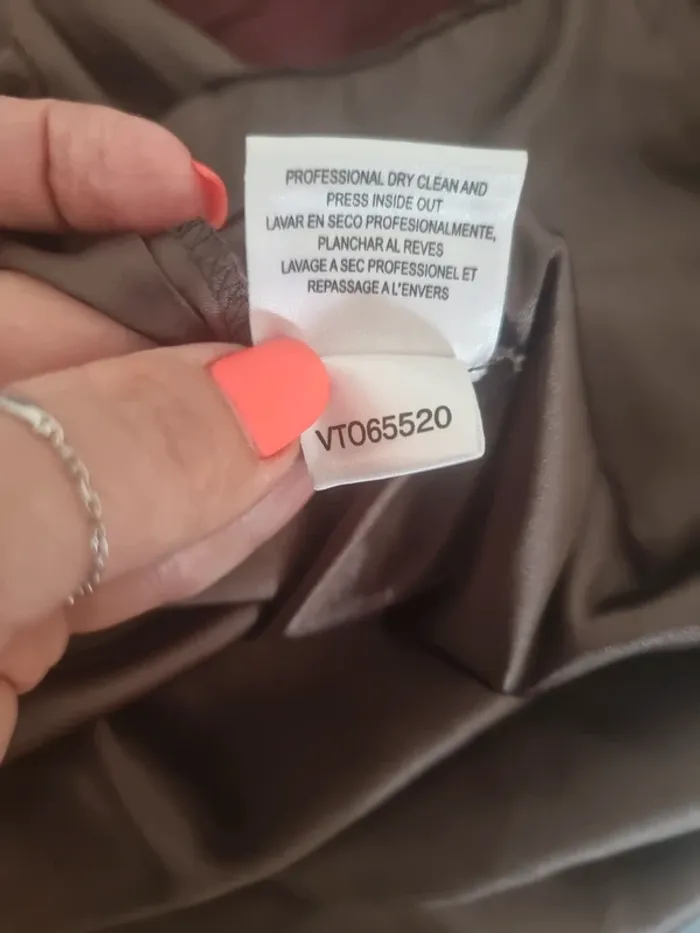 PROFESSIONAL DRY CLEAN AND
PRESS INSIDE OUT
LAVAR EN SECO PROFESIONALMENTE,
PLANCHAR AL REVES
LAVAGE A SEC PROFESSIONEL ET
REPASSAGE A L'ENVERS
VT065520